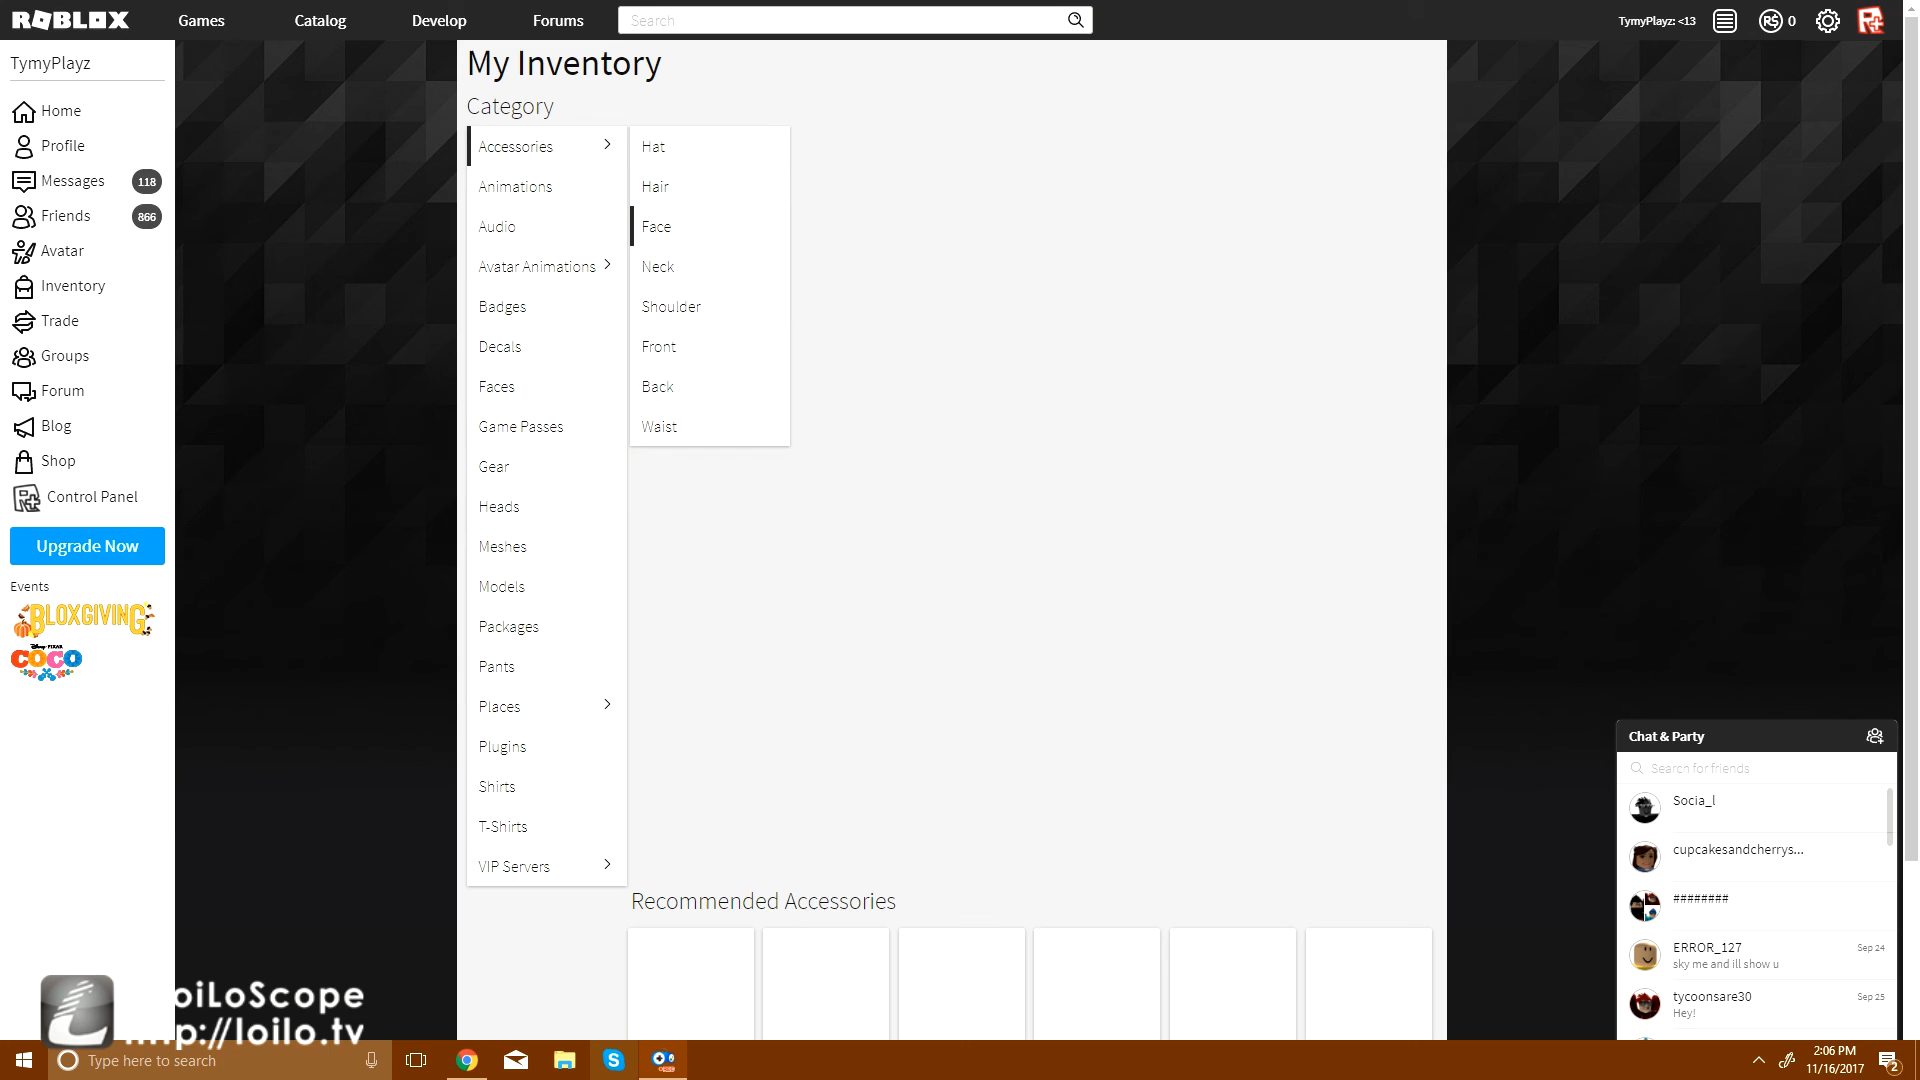 ROBLOX
Games
Catalog
Develop
Forums
Search
TymyPlayz: <13
R$ 0
TymyPlayz
Home
Profile
Messages 118
Friends 866
Avatar
Inventory
Trade
Groups
Forum
Blog
Shop
Control Panel
Upgrade Now
Events
BLOXGIVING
Disney·PIXAR
COCO
My Inventory
Category
Accessories
Animations
Audio
Avatar Animations
Badges
Decals
Faces
Game Passes
Gear
Heads
Meshes
Models
Packages
Pants
Places
Plugins
Shirts
T-Shirts
VIP Servers
Hat
Hair
Face
Neck
Shoulder
Front
Back
Waist
Recommended Accessories
Chat & Party
Search for friends
Socia_l
cupcakesandcherrys...
########
ERROR_127 Sep 24
sky me and ill show u
tycoonsare30 Sep 25
Hey!
oiLoScope
http://loilo.tv
Type here to search
2:06 PM
11/16/2017
2